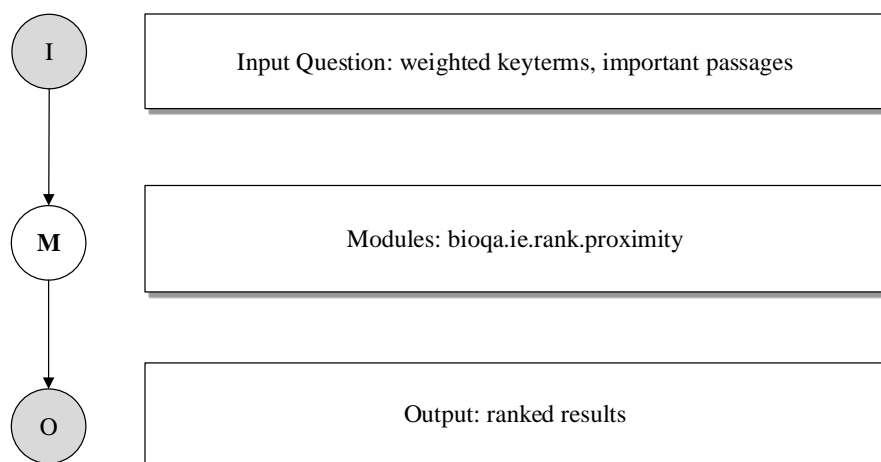 I
Input Question: weighted keyterms, important passages
M
Modules: bioqa.ie.rank.proximity
O
Output: ranked results